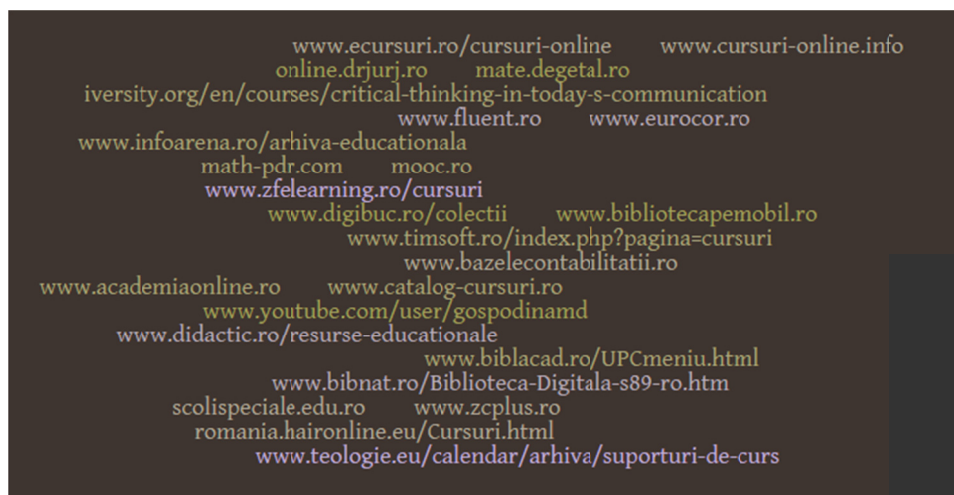 www.ecursuri.ro/cursuri-online www.cursuri-online.info
online.drjurj.ro mate.degetal.ro
iversity.org/en/courses/critical-thinking-in-today-s-communication
www.fluent.ro www.eurocor.ro
www.infoarena.ro/arhiva-educationala
math-pdr.com mooc.ro
www.zfelearning.ro/cursuri
www.digibuc.ro/colectii www.bibliotecapemobil.ro
www.timsoft.ro/index.php?pagina=cursuri
www.bazelecontabilitatii.ro
www.academiaonline.ro www.catalog-cursuri.ro
www.youtube.com/user/gospodinamd
www.didactic.ro/resurse-educationale
www.biblacad.ro/UPCmeniu.html
www.bibnat.ro/Biblioteca-Digitala-s89-ro.htm
scolispeciale.edu.ro www.zcplus.ro
romania.haironline.eu/Cursuri.html
www.teologie.eu/calendar/arhiva/suporturi-de-curs